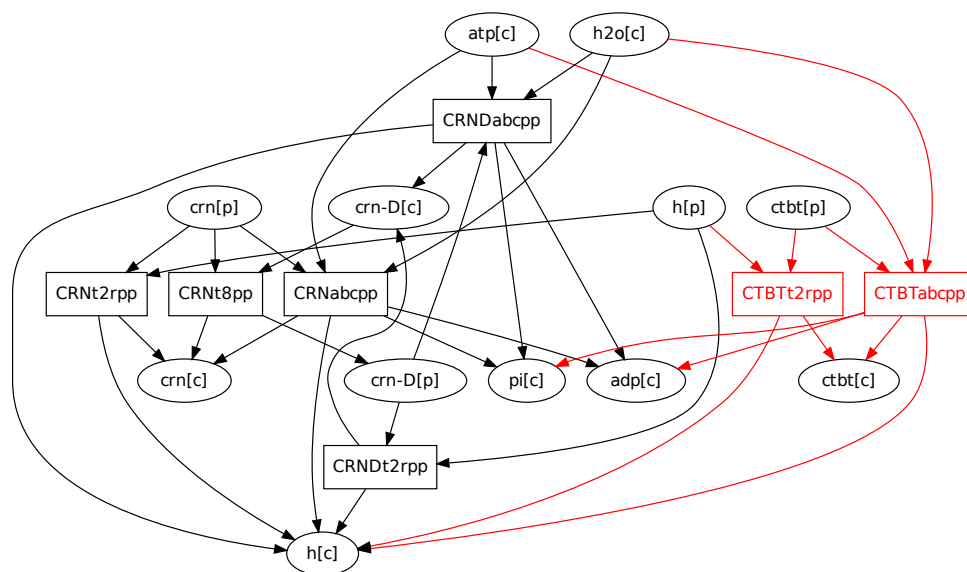 atp[c]
h2o[c]
CRNDabcpp
crn[p]
crn-D[c]
h[p]
ctbt[p]
CRNt2rpp
CRNt8pp
CRNabcpp
CTBTt2rpp
CTBTabcpp
crn[c]
crn-D[p]
pi[c]
adp[c]
ctbt[c]
CRNDt2rpp
h[c]